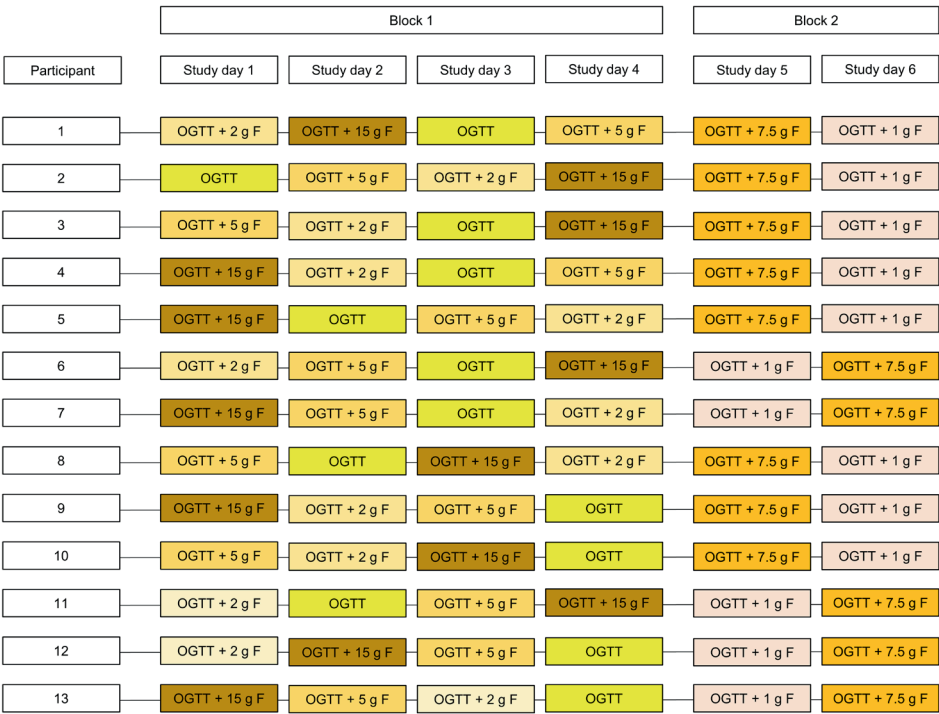 Block 1 Block 2
Participant Study day 1 Study day 2 Study day 3 Study day 4 Study day 5 Study day 6
1 OGTT + 2 g F OGTT + 15 g F OGTT OGTT + 5 g F OGTT + 7.5 g F OGTT + 1 g F
2 OGTT OGTT + 5 g F OGTT + 2 g F OGTT + 15 g F OGTT + 7.5 g F OGTT + 1 g F
3 OGTT + 5 g F OGTT + 2 g F OGTT OGTT + 15 g F OGTT + 7.5 g F OGTT + 1 g F
4 OGTT + 15 g F OGTT + 2 g F OGTT OGTT + 5 g F OGTT + 7.5 g F OGTT + 1 g F
5 OGTT + 15 g F OGTT OGTT + 5 g F OGTT + 2 g F OGTT + 7.5 g F OGTT + 1 g F
6 OGTT + 2 g F OGTT + 5 g F OGTT OGTT + 15 g F OGTT + 1 g F OGTT + 7.5 g F
7 OGTT + 15 g F OGTT + 5 g F OGTT OGTT + 2 g F OGTT + 1 g F OGTT + 7.5 g F
8 OGTT + 5 g F OGTT OGTT + 15 g F OGTT + 2 g F OGTT + 7.5 g F OGTT + 1 g F
9 OGTT + 15 g F OGTT + 2 g F OGTT + 5 g F OGTT OGTT + 7.5 g F OGTT + 1 g F
10 OGTT + 5 g F OGTT + 2 g F OGTT + 15 g F OGTT OGTT + 7.5 g F OGTT + 1 g F
11 OGTT + 2 g F OGTT OGTT + 5 g F OGTT + 15 g F OGTT + 1 g F OGTT + 7.5 g F
12 OGTT + 2 g F OGTT + 15 g F OGTT + 5 g F OGTT OGTT + 1 g F OGTT + 7.5 g F
13 OGTT + 15 g F OGTT + 5 g F OGTT + 2 g F OGTT OGTT + 1 g F OGTT + 7.5 g F